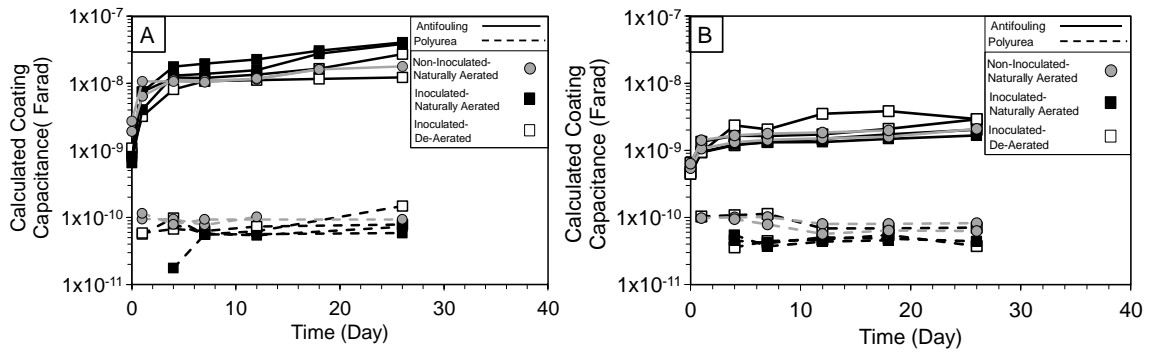 A
Calculated Coating
Capacitance( Farad)
1x10-7
1x10-8
1x10-9
1x10-10
1x10-11
0
10
20
30
40
Time (Day)
Antifouling
Polyurea
Non-Inoculated-
Naturally Aerated
Inoculated-
Naturally Aerated
Inoculated-
De-Aerated
B
Calculated Coating
Capacitance (Farad)
1x10-7
1x10-8
1x10-9
1x10-10
1x10-11
0
10
20
30
40
Time (Day)
Antifouling
Polyurea
Non-Inoculated-
Naturally Aerated
Inoculated-
Naturally Aerated
Inoculated-
De-Aerated